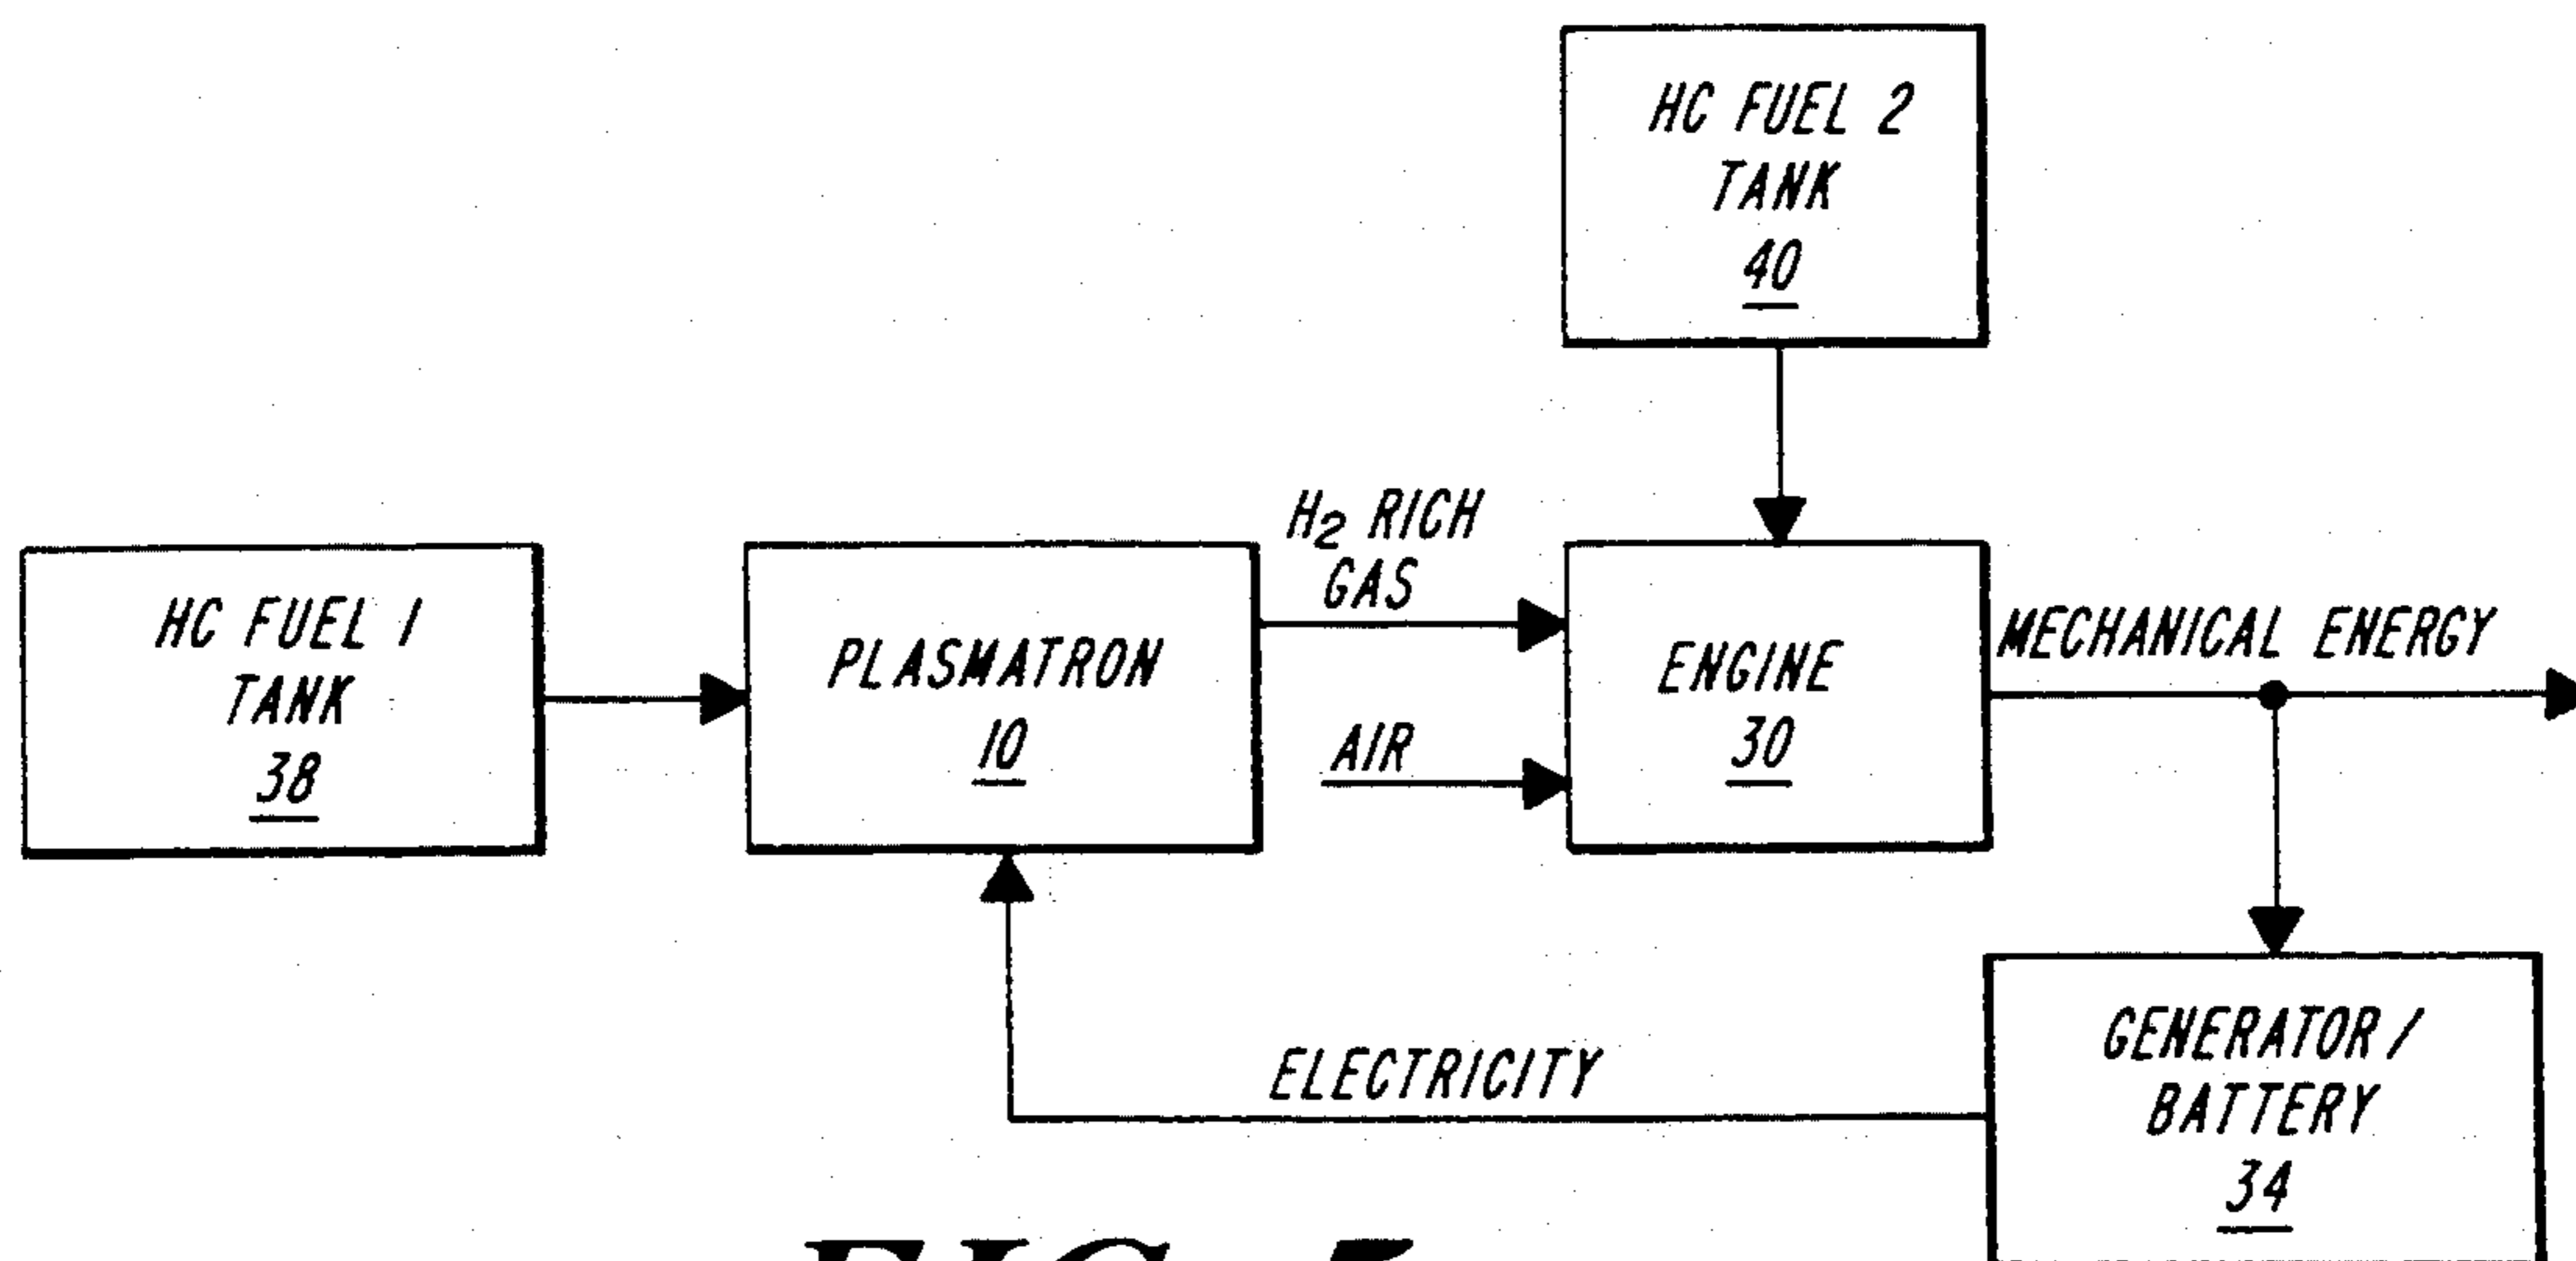 HC FUEL 2
TANK
40
H2 RICH
GAS
HC FUEL 1
TANK
38
PLASMATRON
10
AIR
ENGINE
30
MECHANICAL ENERGY
ELECTRICITY
GENERATOR/
BATTERY
34